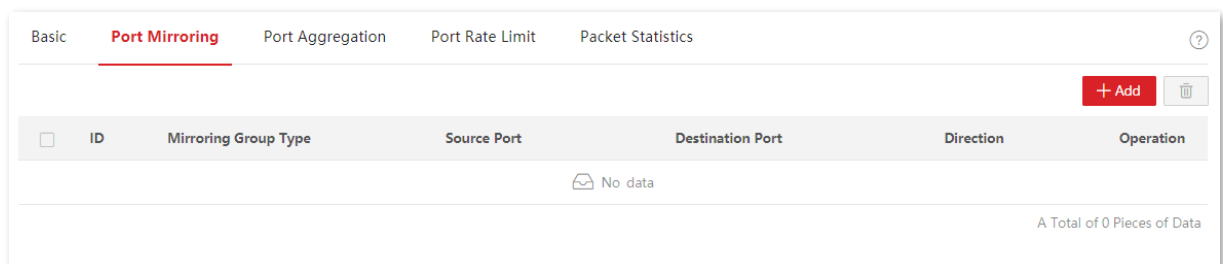 Basic Port Mirroring Port Aggregation Port Rate Limit Packet Statistics ?
+ Add
ID Mirroring Group Type Source Port Destination Port Direction Operation
No data
A Total of 0 Pieces of Data